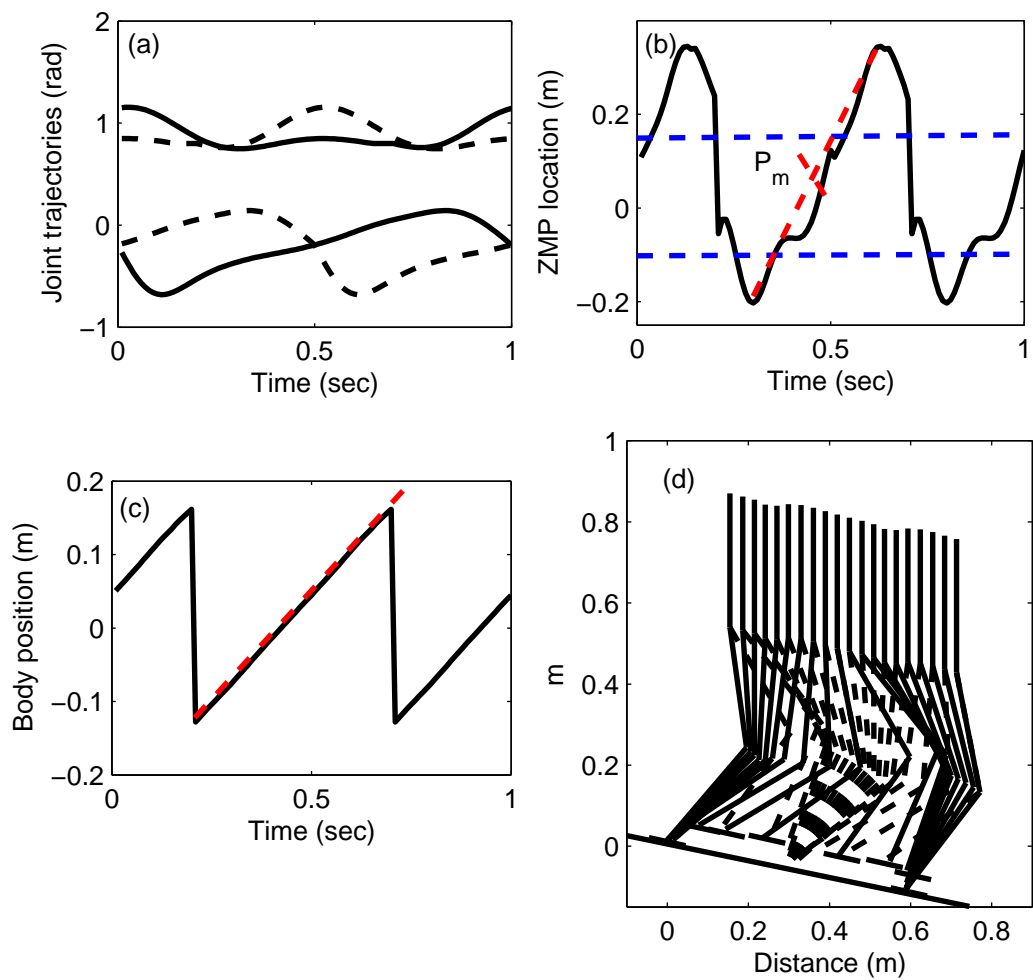 (a)
Joint trajectories (rad)
2
1
0
−1
0
0.5
1
Time (sec)
(b)
ZMP location (m)
0.2
0
−0.2
P_m
0
0.5
1
Time (sec)
(c)
Body position (m)
0.2
0.1
0
−0.1
−0.2
0
0.5
1
Time (sec)
(d)
m
1
0.8
0.6
0.4
0.2
0
0
0.2
0.4
0.6
0.8
Distance (m)